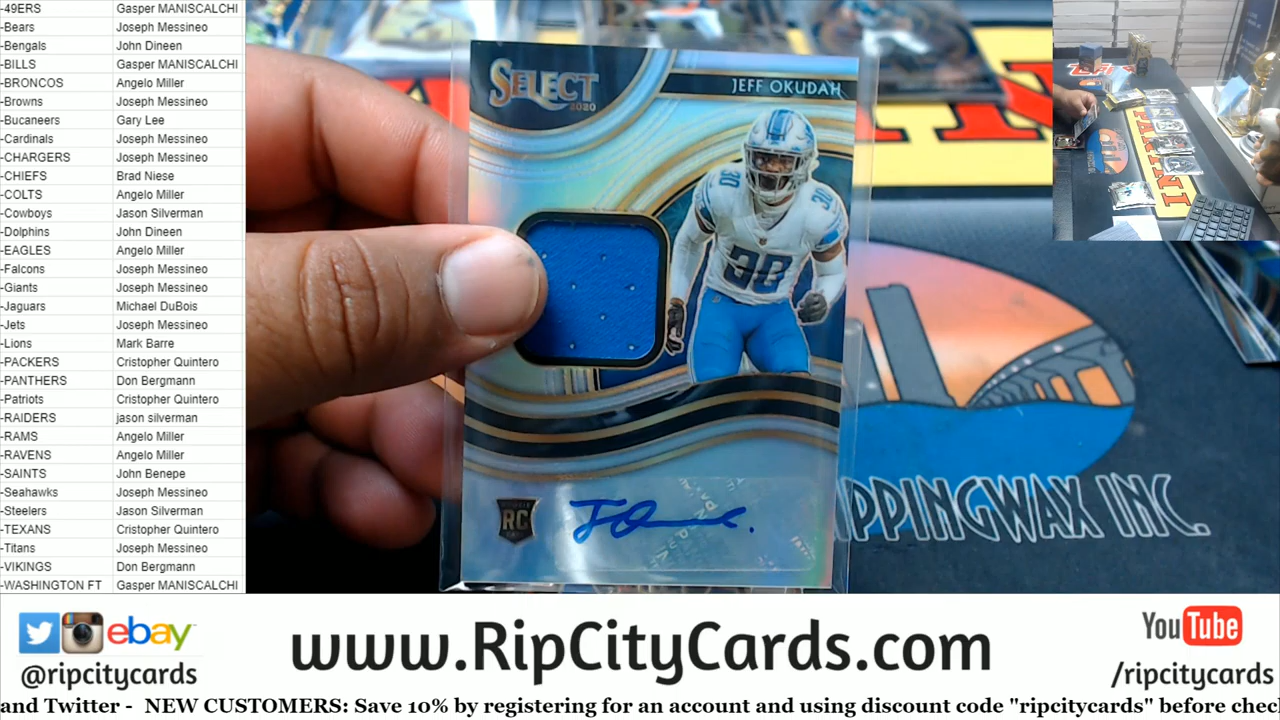 -49ERS Gasper MANISCALCHI
-Bears Joseph Messineo
-Bengals John Dineen
-BILLS Gasper MANISCALCHI
-BRONCOS Angelo Miller
-Browns Joseph Messineo
-Bucaneers Gary Lee
-Cardinals Joseph Messineo
-CHARGERS Joseph Messineo
-CHIEFS Brad Niese
-COLTS Angelo Miller
-Cowboys Jason Silverman
-Dolphins John Dineen
-EAGLES Angelo Miller
-Falcons Joseph Messineo
-Giants Joseph Messineo
-Jaguars Michael DuBois
-Jets Joseph Messineo
-Lions Mark Barre
-PACKERS Cristopher Quintero
-PANTHERS Don Bergmann
-Patriots Cristopher Quintero
-RAIDERS jason silverman
-RAMS Angelo Miller
-RAVENS Angelo Miller
-SAINTS John Benepe
-Seahawks Joseph Messineo
-Steelers Jason Silverman
-TEXANS Cristopher Quintero
-Titans Joseph Messineo
-VIKINGS Don Bergmann
-WASHINGTON FT Gasper MANISCALCHI
SELECT
2020
JEFF OKUDAH
30
30
30
RC
PANINI
PPINGWAX INC.
ebay
@ripcitycards
www.RipCityCards.com
YouTube
/ripcitycards
and Twitter - NEW CUSTOMERS: Save 10% by registering for an account and using discount code "ripcitycards" before chec